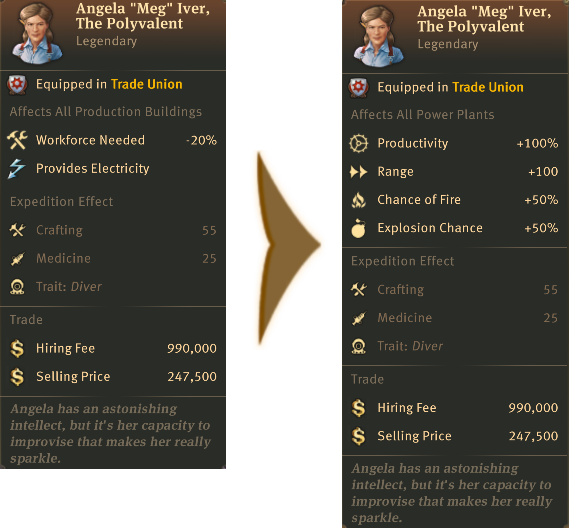 Angela "Meg" Iver,
The Polyvalent
Legendary
Equipped in Trade Union
Affects All Production Buildings
Workforce Needed -20%
Provides Electricity
Expedition Effect
Crafting 55
Medicine 25
Trait: Diver
Trade
Hiring Fee 990,000
Selling Price 247,500
Angela has an astonishing
intellect, but it's her capacity to
improvise that makes her really
sparkle.
Angela "Meg" Iver,
The Polyvalent
Legendary
Equipped in Trade Union
Affects All Power Plants
Productivity +100%
Range +100
Chance of Fire +50%
Explosion Chance +50%
Expedition Effect
Crafting 55
Medicine 25
Trait: Diver
Trade
Hiring Fee 990,000
Selling Price 247,500
Angela has an astonishing
intellect, but it's her capacity to
improvise that makes her really
sparkle.